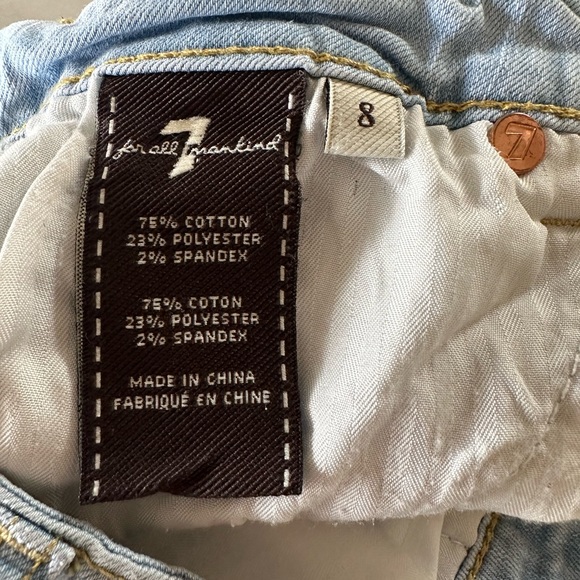 7
for all mankind
8
7
75% COTTON
23% POLYESTER
2% SPANDEX
75% COTON
23% POLYESTER
2% SPANDEX
MADE IN CHINA
FABRIQUÉ EN CHINE